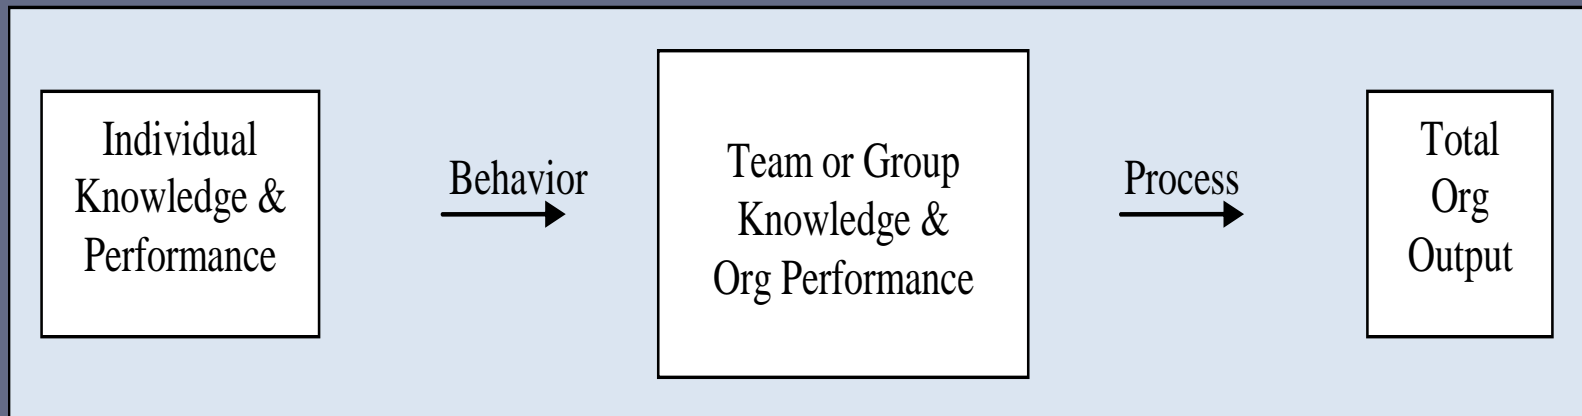 Individual
Knowledge &
Performance
Behavior
Team or Group
Knowledge &
Org Performance
Process
Total
Org
Output